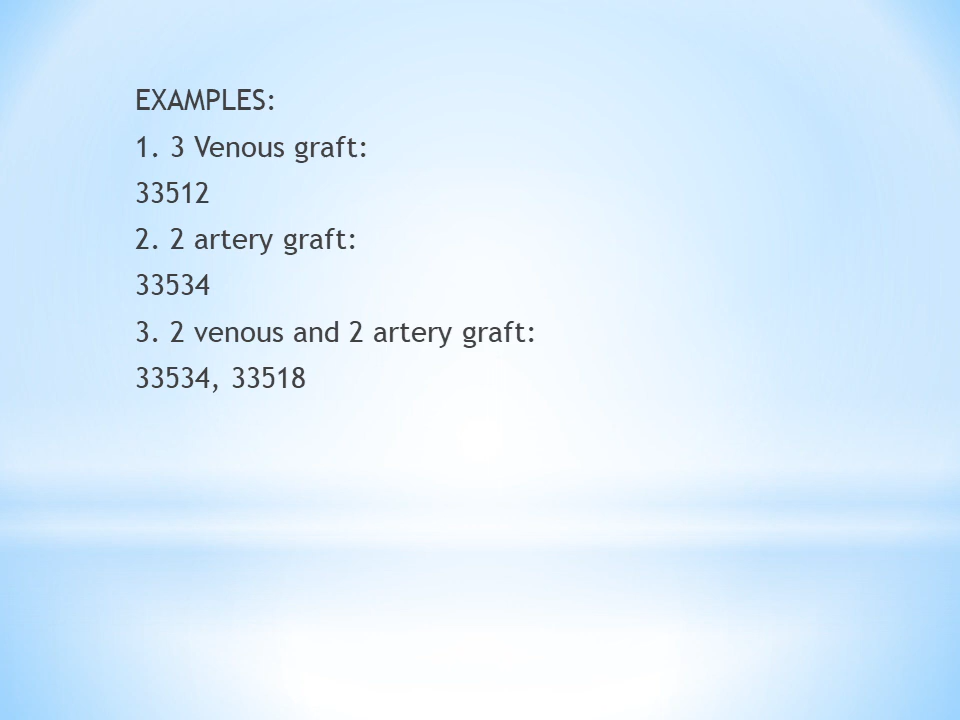 EXAMPLES:
1. 3 Venous graft:
33512
2. 2 artery graft:
33534
3. 2 venous and 2 artery graft:
33534, 33518